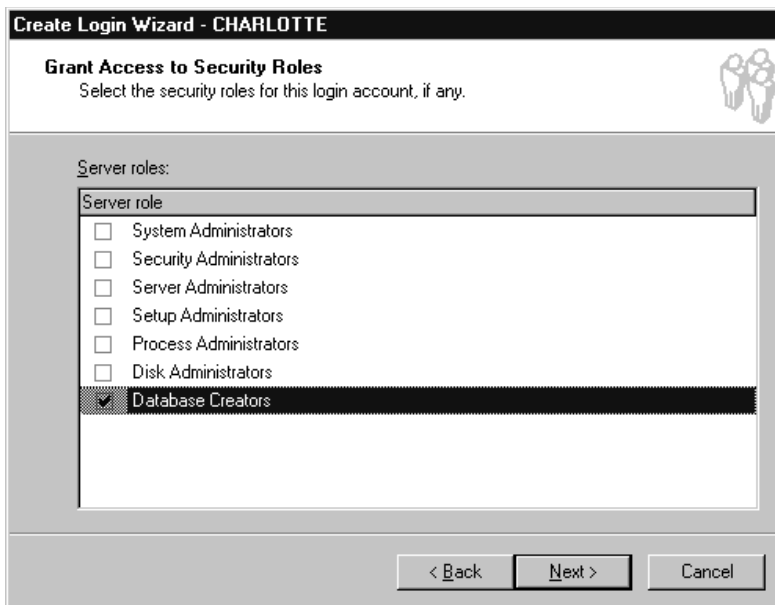 Create Login Wizard - CHARLOTTE
Grant Access to Security Roles
Select the security roles for this login account, if any.
Server roles:
Server role
System Administrators
Security Administrators
Server Administrators
Setup Administrators
Process Administrators
Disk Administrators
Database Creators
< Back
Next >
Cancel